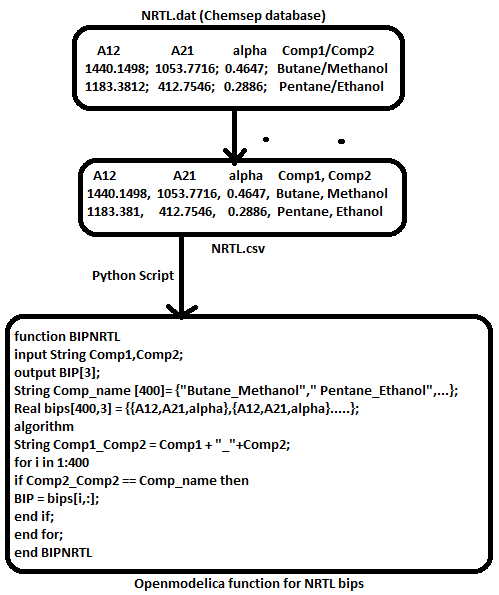 NRTL.dat (Chemsep database)
A12 A21 alpha Comp1/Comp2
1440.1498; 1053.7716; 0.4647; Butane/Methanol
1183.3812; 412.7546; 0.2886; Pentane/Ethanol
A12 A21 alpha Comp1, Comp2
1440.1498, 1053.7716, 0.4647, Butane, Methanol
1183.381, 412.7546, 0.2886, Pentane, Ethanol
NRTL.csv
Python Script
function BIPNRTL
input String Comp1,Comp2;
output BIP[3];
String Comp_name [400]= {"Butane_Methanol"," Pentane_Ethanol",...};
Real bips[400,3] = {{A12,A21,alpha},{A12,A21,alpha}.....};
algorithm
String Comp1_Comp2 = Comp1 + "_"+Comp2;
for i in 1:400
if Comp2_Comp2 == Comp_name then
BIP = bips[i,:];
end if;
end for;
end BIPNRTL
Openmodelica function for NRTL bips